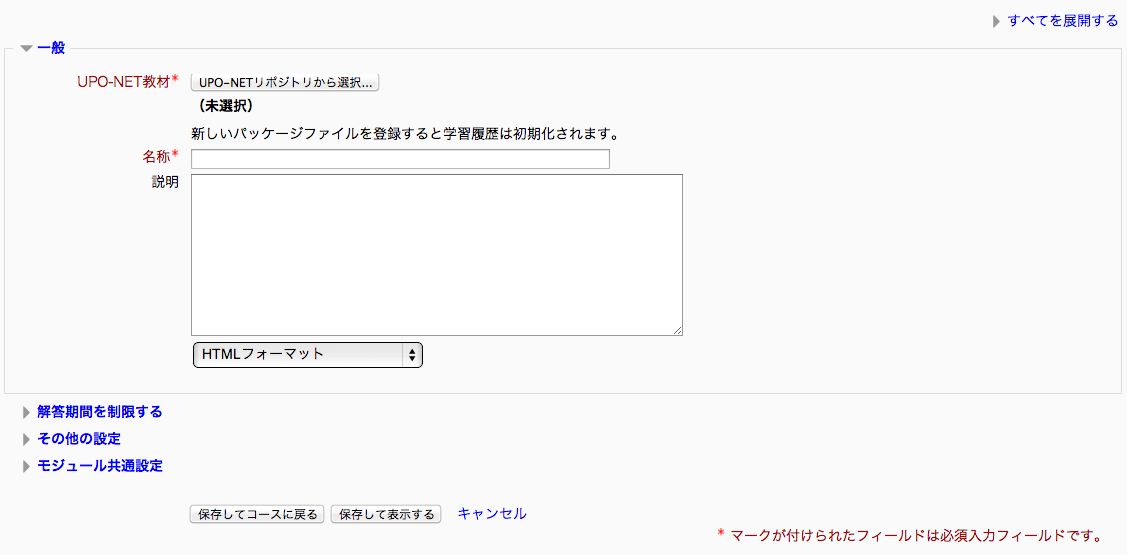 すべてを展開する
一般
UPO-NET教材*
UPO-NETリポジトリから選択...
（未選択）
新しいパッケージファイルを登録すると学習履歴は初期化されます。
名称*
説明
HTMLフォーマット
解答期間を制限する
その他の設定
モジュール共通設定
保存してコースに戻る 保存して表示する キャンセル
* マークが付けられたフィールドは必須入力フィールドです。